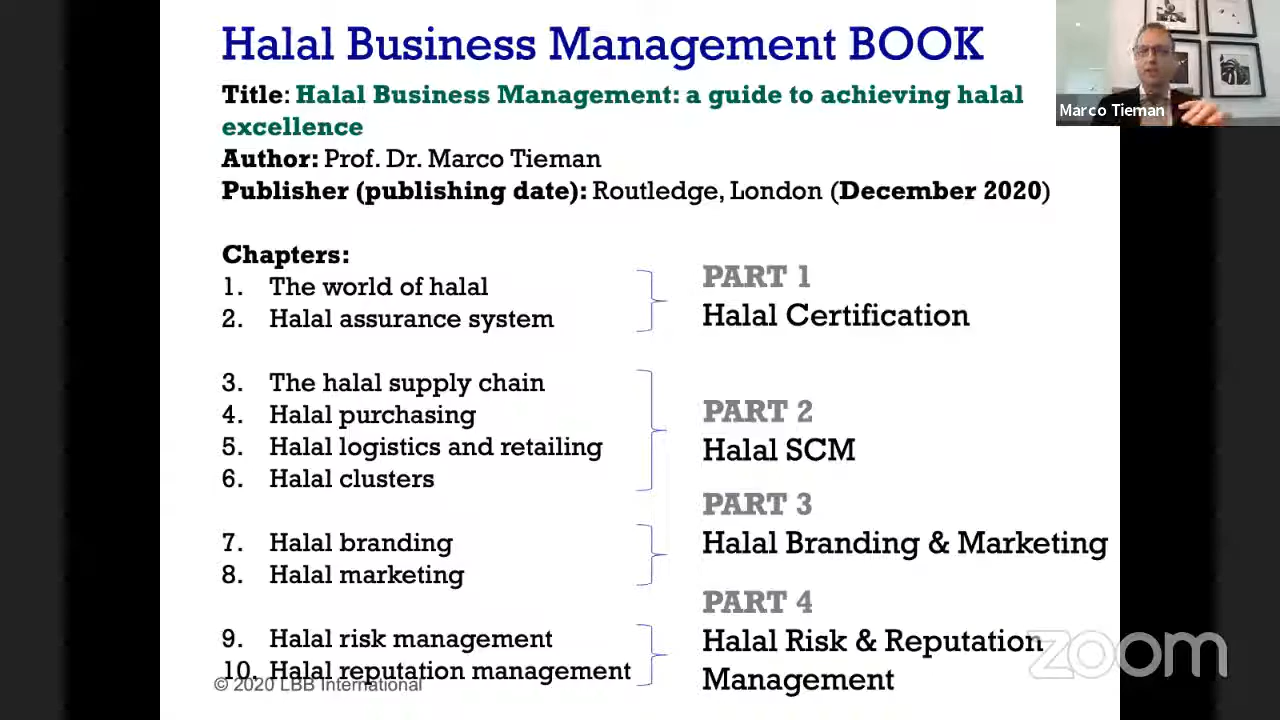 Halal Business Management BOOK
Title: Halal Business Management: a guide to achieving halal
excellence
Author: Prof. Dr. Marco Tieman
Publisher (publishing date): Routledge, London (December 2020)
Chapters:
1. The world of halal
2. Halal assurance system
PART 1
Halal Certification
3. The halal supply chain
4. Halal purchasing
5. Halal logistics and retailing
6. Halal clusters
PART 2
Halal SCM
7. Halal branding
8. Halal marketing
PART 3
Halal Branding & Marketing
9. Halal risk management
10. Halal reputation management
PART 4
Halal Risk & Reputation
Management
© 2020 LBB International
Marco Tieman
zoom